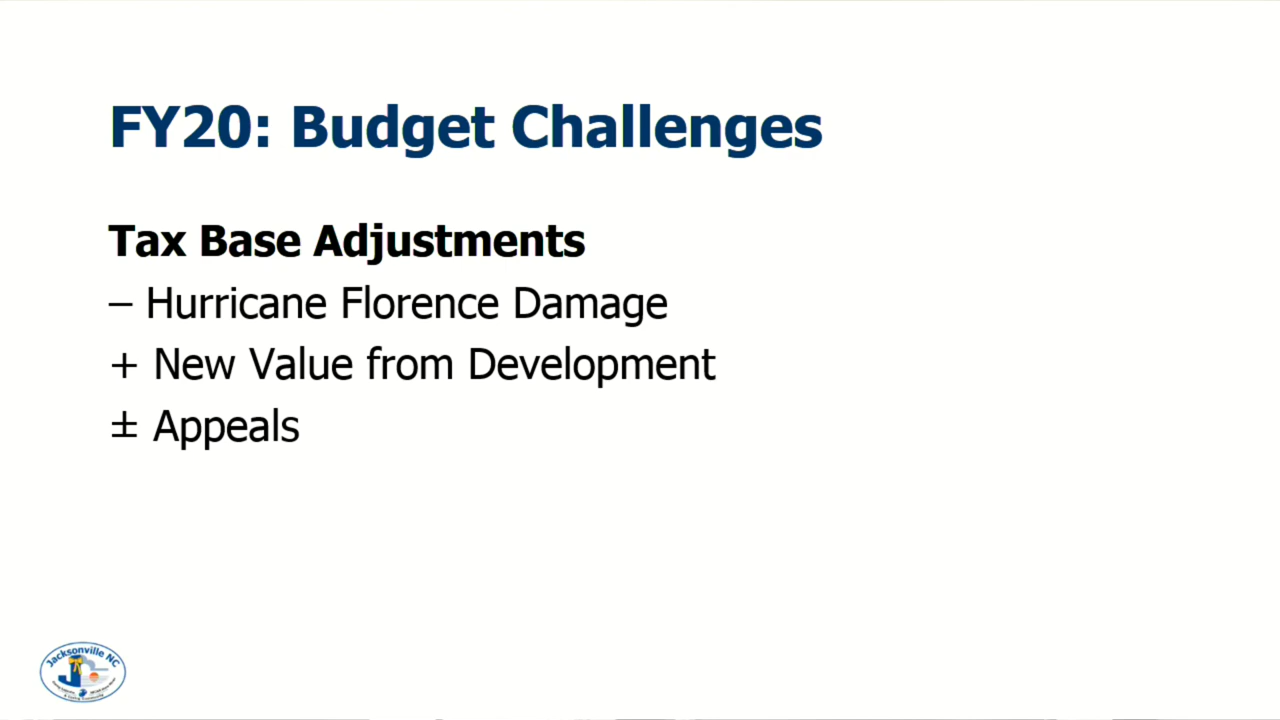 FY20: Budget Challenges
Tax Base Adjustments
– Hurricane Florence Damage
+ New Value from Development
± Appeals
Jacksonville NC